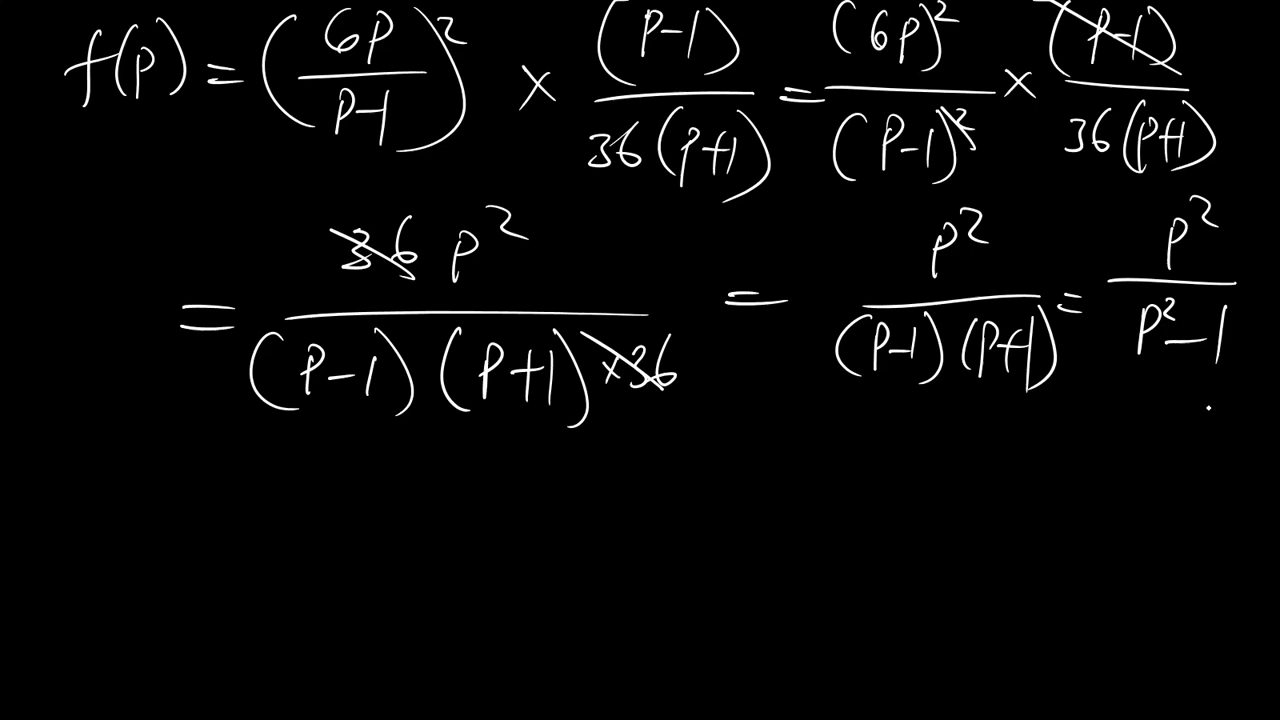 f(p) = (6p/(p-1))² × (p-1)/(36(p+1)) = (6p)²/(p-1)² × (p-1)/(36(p+1))
= 36p²/((p-1)(p+1)×36) = p²/((p-1)(p+1)) = p²/(p²-1)